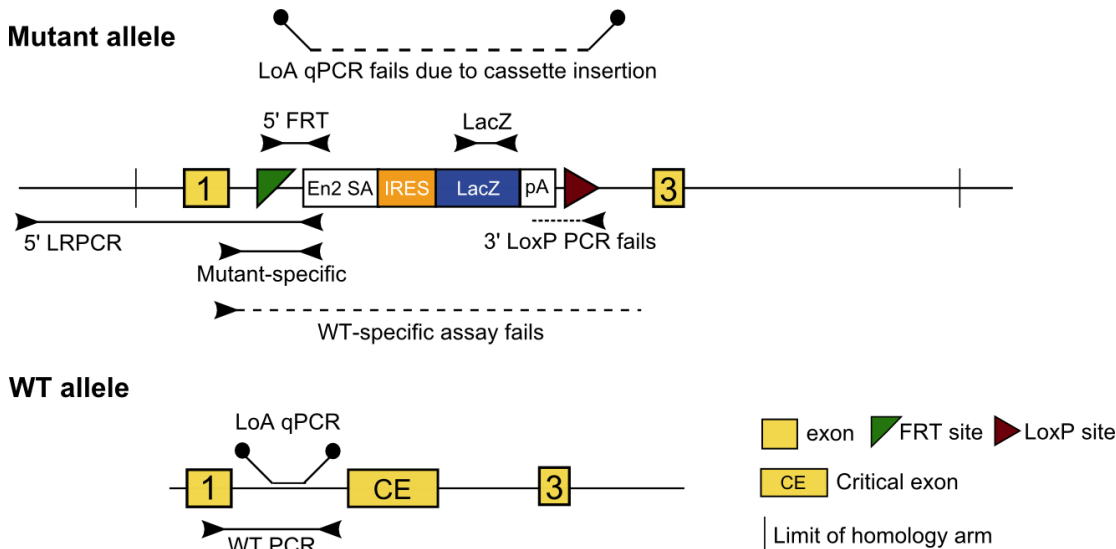 Mutant allele
LoA qPCR fails due to cassette insertion
5' FRT
LacZ
1
En2 SA
IRES
LacZ
pA
3
5' LRPCR
3' LoxP PCR fails
Mutant-specific
WT-specific assay fails
WT allele
LoA qPCR
1
CE
3
WT PCR
exon
FRT site
LoxP site
CE
Critical exon
Limit of homology arm